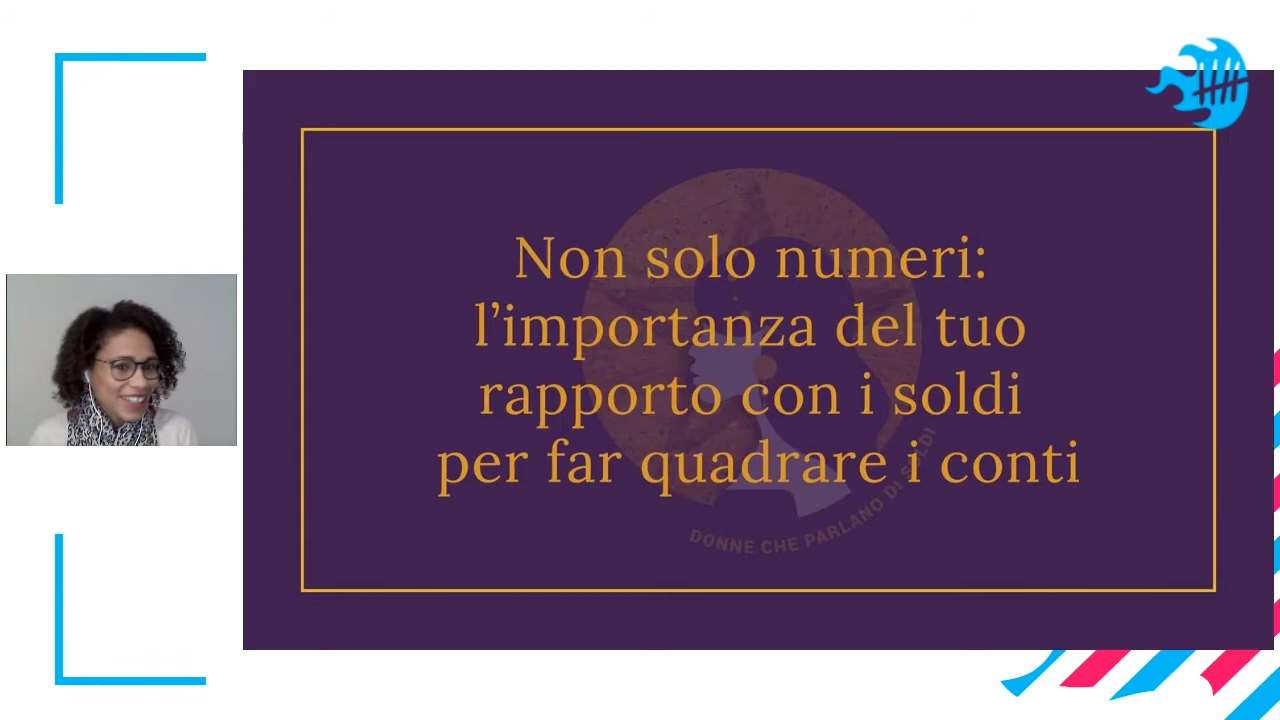 Non solo numeri:
l’importanza del tuo
rapporto con i soldi
per far quadrare i conti
DONNE CHE PARLANO DI SOLDI